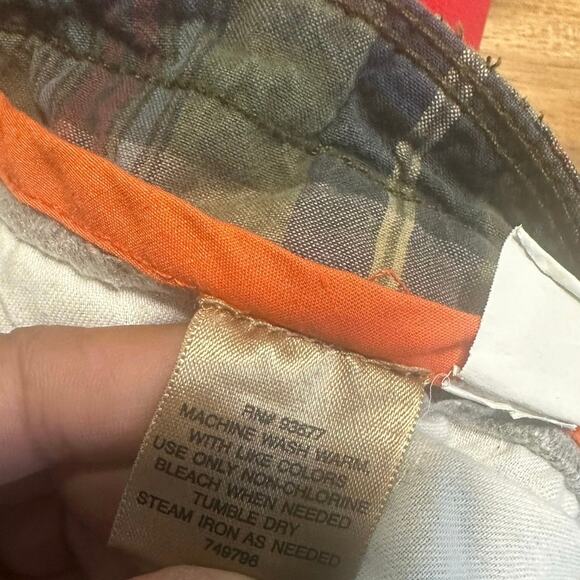 RN# 93677
MACHINE WASH WARM,
WITH LIKE COLORS
USE ONLY NON-CHLORINE
BLEACH WHEN NEEDED
TUMBLE DRY
STEAM IRON AS NEEDED
749796